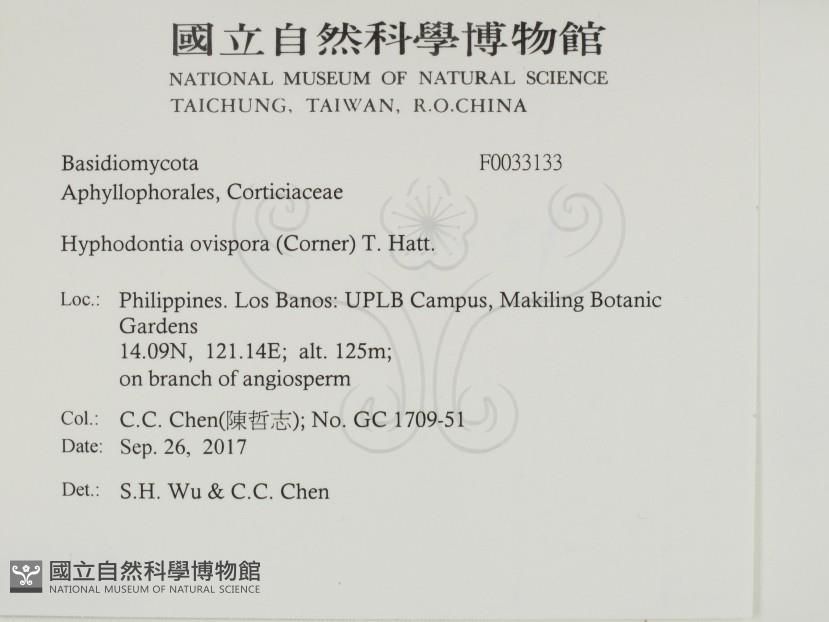 國立自然科學博物館
NATIONAL MUSEUM OF NATURAL SCIENCE
TAICHUNG, TAIWAN, R.O.CHINA
Basidiomycota F0033133
Aphyllophorales, Corticiaceae
Hyphodontia ovispora (Corner) T. Hatt.
Loc.: Philippines. Los Banos: UPLB Campus, Makiling Botanic
Gardens
14.09N, 121.14E; alt. 125m;
on branch of angiosperm
Col.: C.C. Chen(陳哲志); No. GC 1709-51
Date: Sep. 26, 2017
Det.: S.H. Wu & C.C. Chen
國立自然科學博物館
NATIONAL MUSEUM OF NATURAL SCIENCE